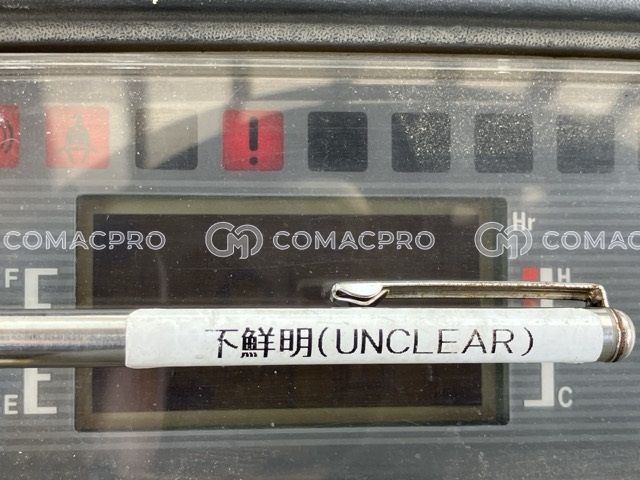 Hr
COMACPRO COMACPRO COMACPRO
F H
不鮮明(UNCLEAR)
E C